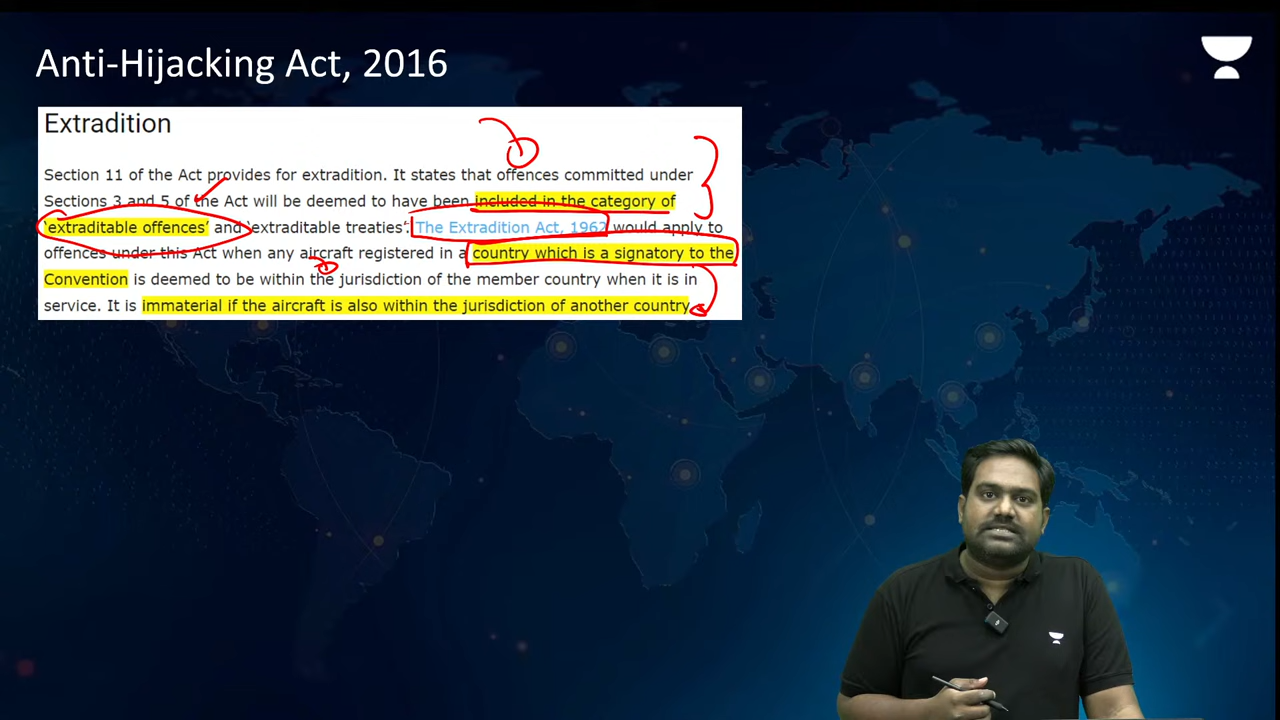 Anti-Hijacking Act, 2016
Extradition
Section 11 of the Act provides for extradition. It states that offences committed under
Sections 3 and 5 of the Act will be deemed to have been included in the category of
‘extraditable offences’ and ‘extraditable treaties’. The Extradition Act, 1962 would apply to
offences under this Act when any aircraft registered in a country which is a signatory to the
Convention is deemed to be within the jurisdiction of the member country when it is in
service. It is immaterial if the aircraft is also within the jurisdiction of another country.